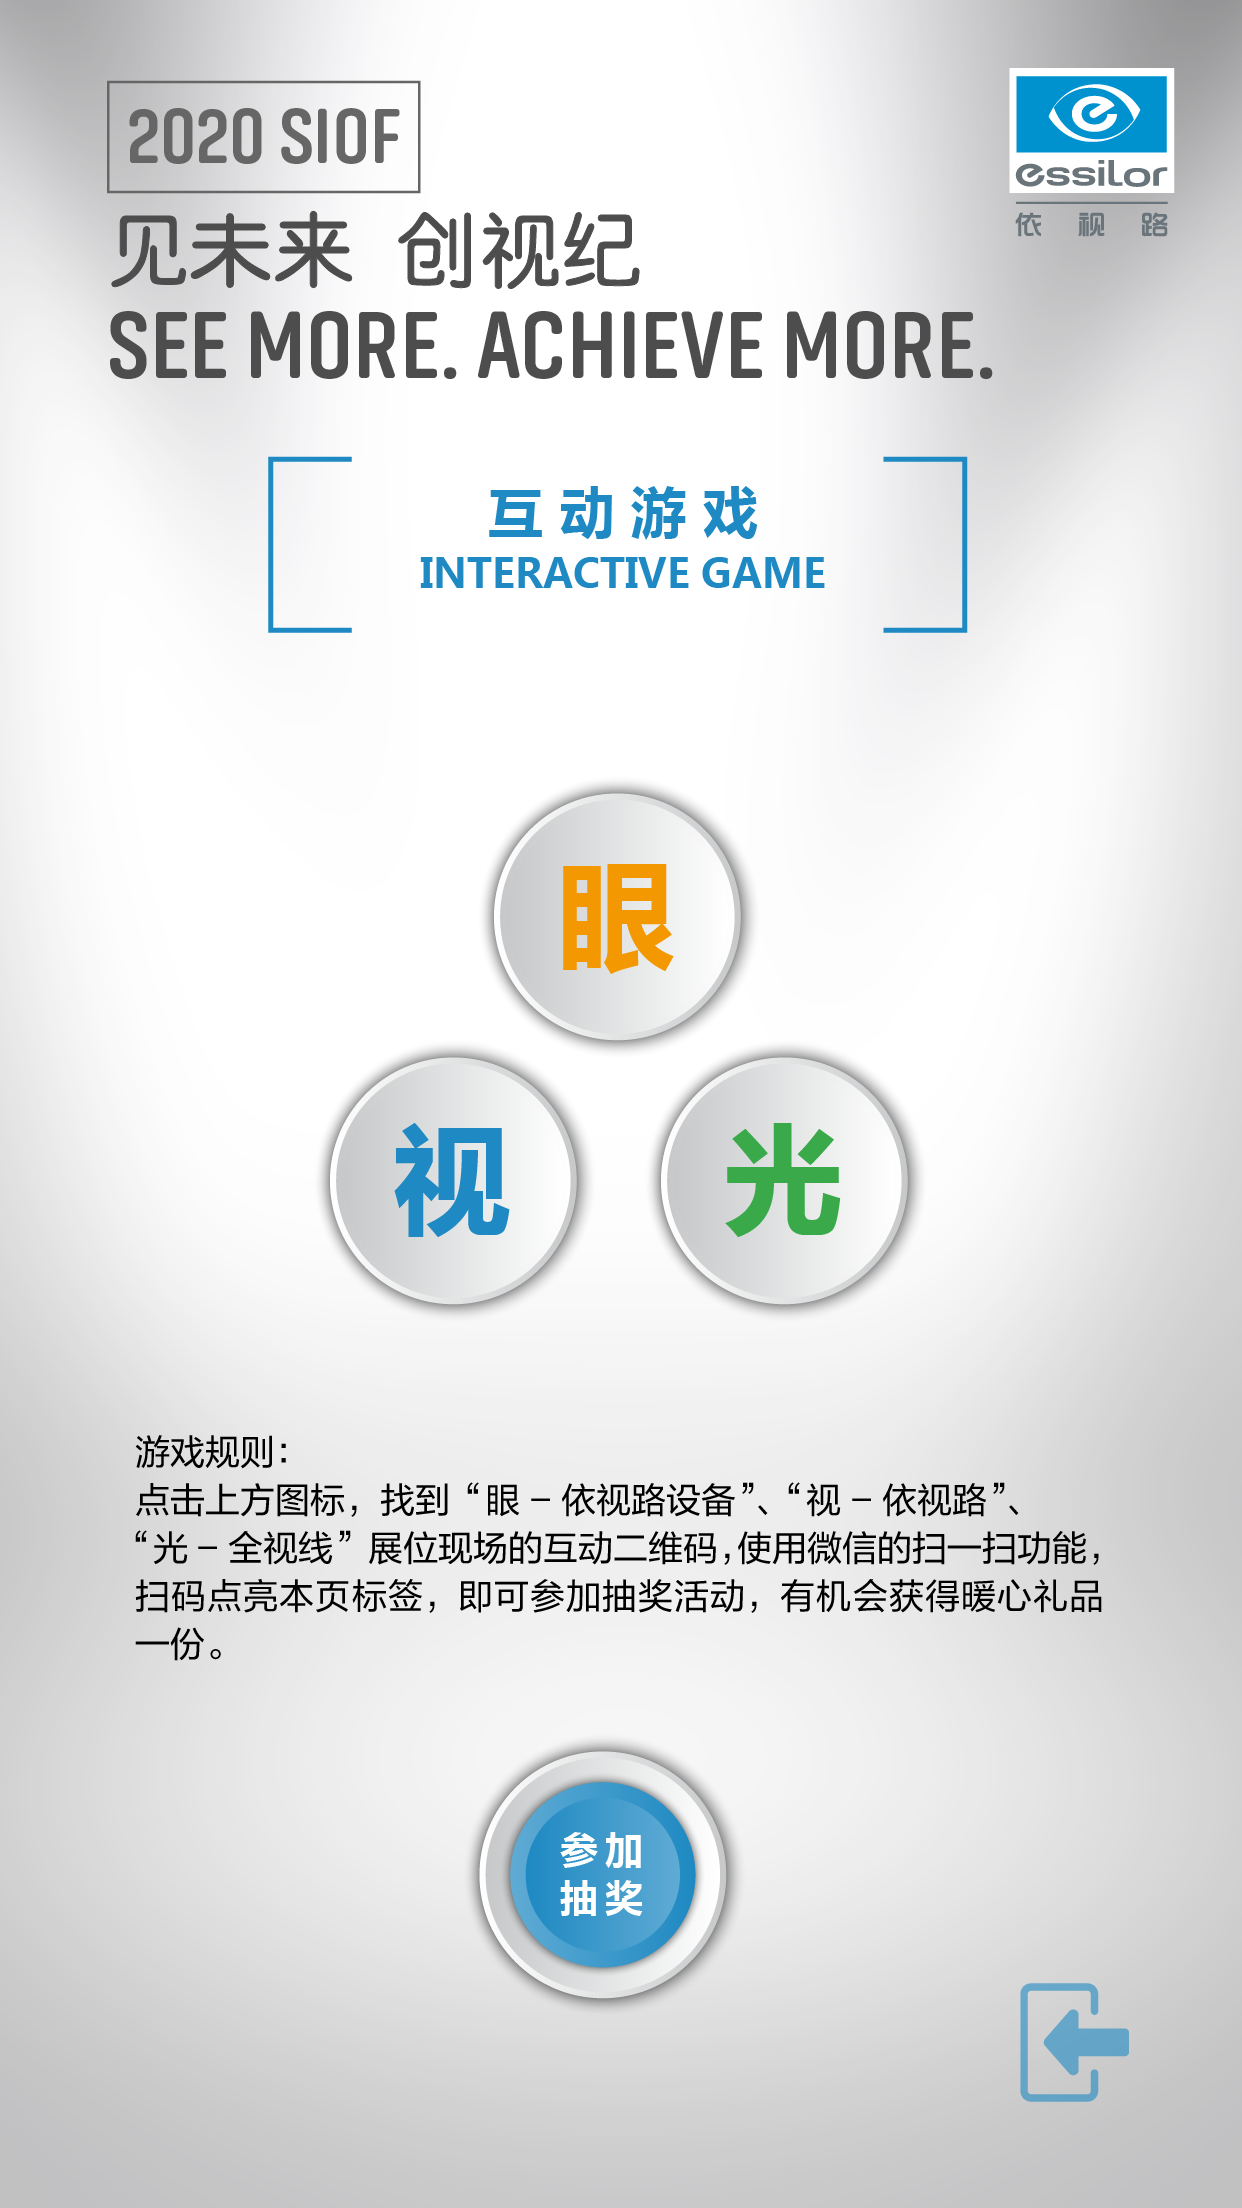 2020 SIOF
essilor
依视路
见未来 创视纪
SEE MORE. ACHIEVE MORE.
互动游戏
INTERACTIVE GAME
眼
视
光
游戏规则：
点击上方图标，找到“眼－依视路设备”、“视－依视路”、
“光－全视线”展位现场的互动二维码，使用微信的扫一扫功能，
扫码点亮本页标签，即可参加抽奖活动，有机会获得暖心礼品
一份。
参加
抽奖